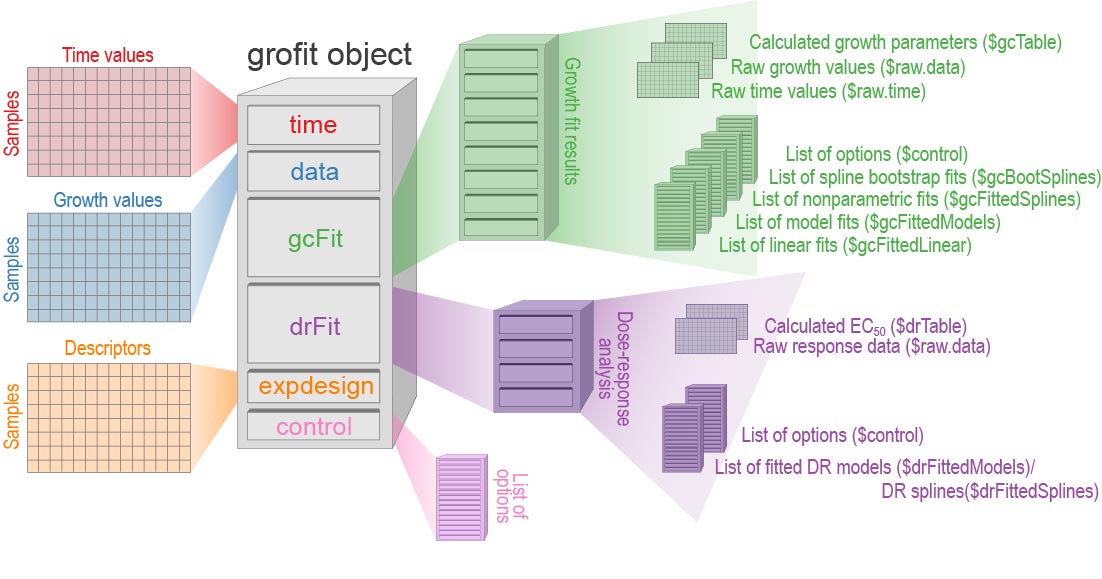 grofit object
Time values
Samples
Growth values
Samples
Descriptors
Samples
time
data
gcFit
drFit
expdesign
control
Growth fit results
Calculated growth parameters ($gcTable)
Raw growth values ($raw.data)
Raw time values ($raw.time)
List of options ($control)
List of spline bootstrap fits ($gcBootSplines)
List of nonparametric fits ($gcFittedSplines)
List of model fits ($gcFittedModels)
List of linear fits ($gcFittedLinear)
Dose-response
analysis
Calculated EC50 ($drTable)
Raw response data ($raw.data)
List of options ($control)
List of fitted DR models ($drFittedModels)/
DR splines($drFittedSplines)
List of
options